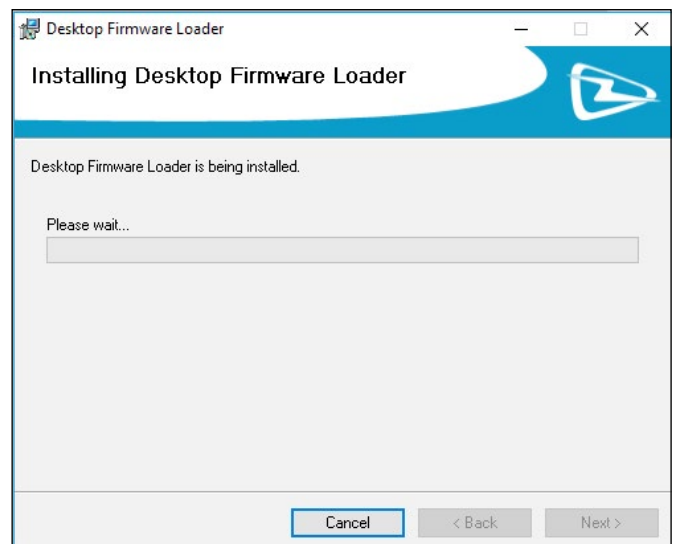 Desktop Firmware Loader
Installing Desktop Firmware Loader
Desktop Firmware Loader is being installed.
Please wait...
Cancel
< Back
Next >